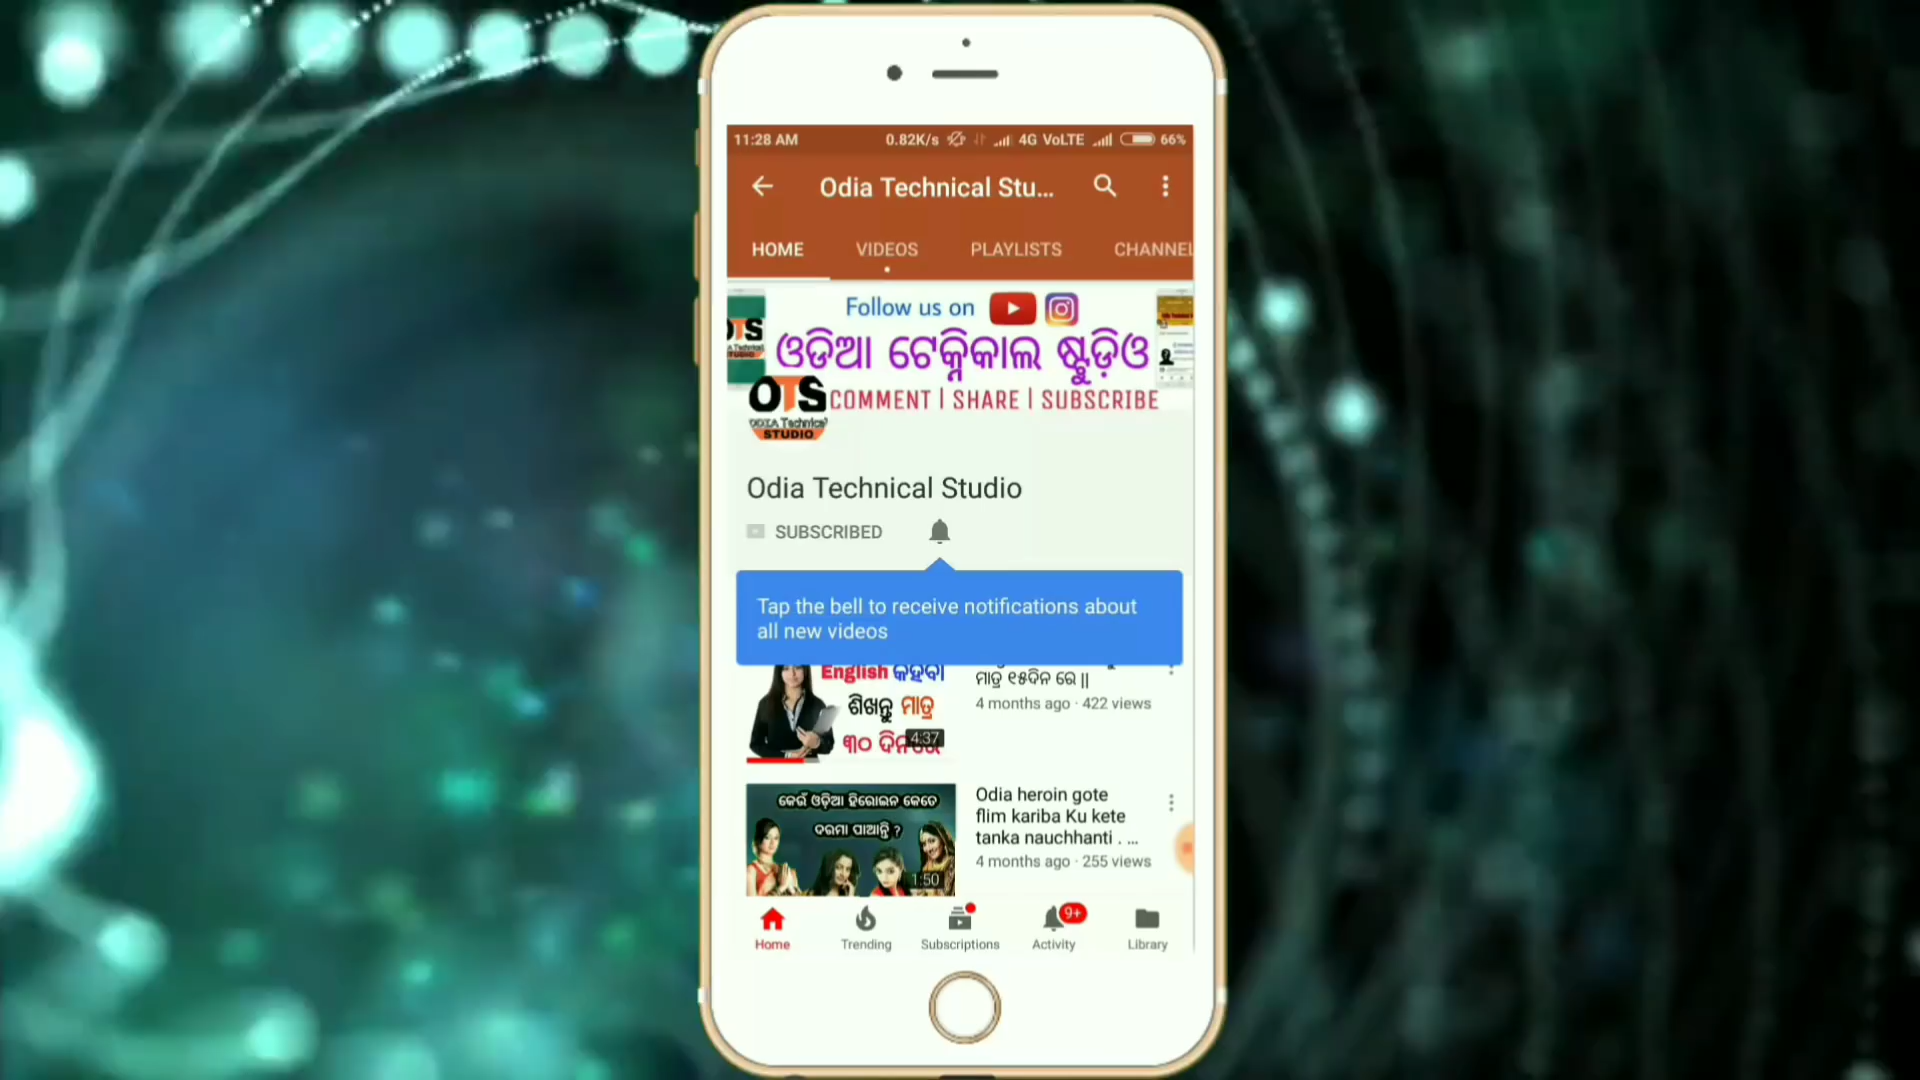 11:28 AM 0.82K/s 4G VoLTE 66%
Odia Technical Stu...
HOME VIDEOS PLAYLISTS CHANNEL
Follow us on
ଓଡିଆ ଟେକ୍ନିକାଲ ଷ୍ଟୁଡ଼ିଓ
COMMENT | SHARE | SUBSCRIBE
OTS
ODIA Technical
STUDIO
Odia Technical Studio
SUBSCRIBED
Tap the bell to receive notifications about
all new videos
English କହିବା
ଶିଖନ୍ତୁ ମାତ୍ର
୩୦ ଦିନରେ
4:37
ମାତ୍ର ୧୫ଦିନ ରେ ||
4 months ago · 422 views
କେଉଁ ଓଡ଼ିଆ ହିରୋଇନ କେତେ
ଦରମା ପାଆନ୍ତି ?
1:50
Odia heroin gote
flim kariba Ku kete
tanka nauchhanti . ...
4 months ago · 255 views
9+
Home Trending Subscriptions Activity Library